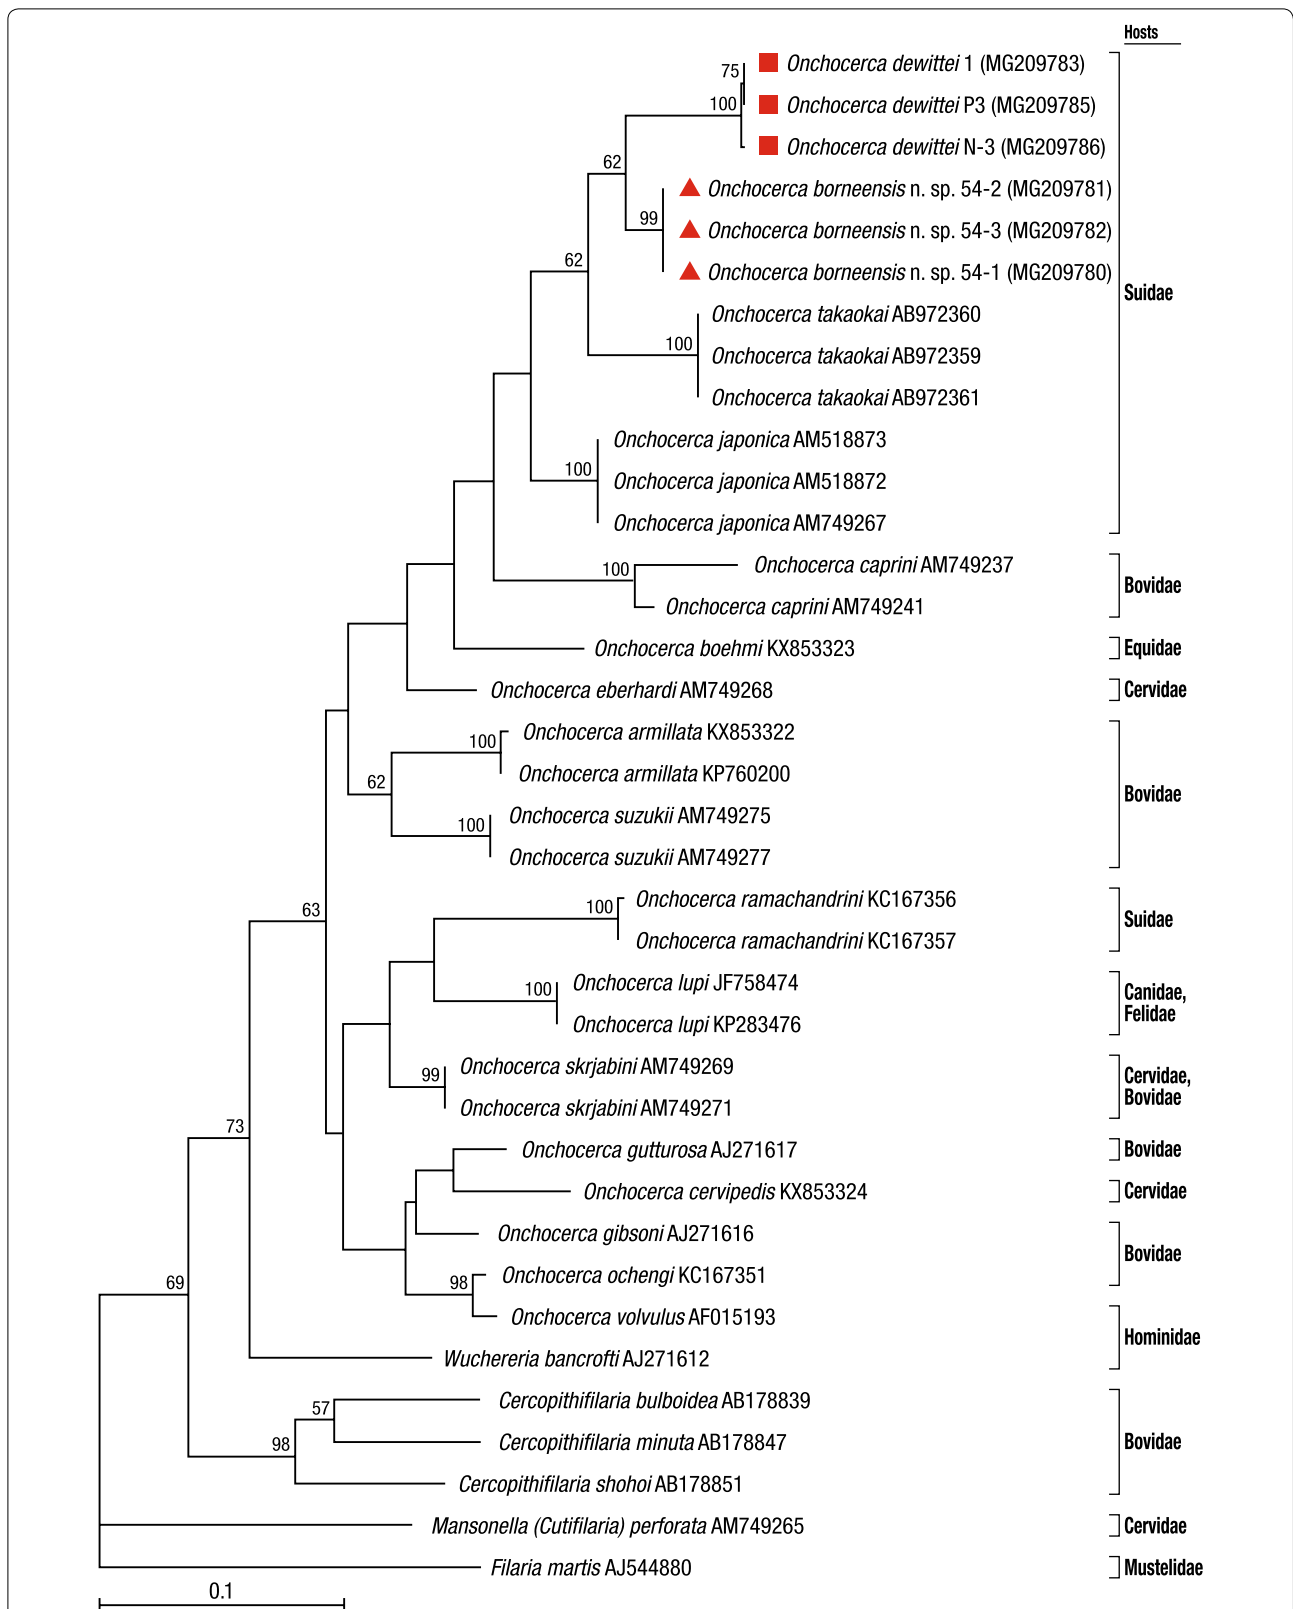 Hosts
75
Onchocerca dewittei 1 (MG209783)
100
Onchocerca dewittei P3 (MG209785)
Onchocerca dewittei N-3 (MG209786)
62
Onchocerca borneensis n. sp. 54-2 (MG209781)
99
Onchocerca borneensis n. sp. 54-3 (MG209782)
62
Onchocerca borneensis n. sp. 54-1 (MG209780)
Suidae
Onchocerca takaokai AB972360
100
Onchocerca takaokai AB972359
Onchocerca takaokai AB972361
Onchocerca japonica AM518873
100
Onchocerca japonica AM518872
Onchocerca japonica AM749267
100
Onchocerca caprini AM749237
Bovidae
Onchocerca caprini AM749241
Onchocerca boehmi KX853323
Equidae
Onchocerca eberhardi AM749268
Cervidae
100
Onchocerca armillata KX853322
Onchocerca armillata KP760200
62
Bovidae
100
Onchocerca suzukii AM749275
Onchocerca suzukii AM749277
63
100
Onchocerca ramachandrini KC167356
Suidae
Onchocerca ramachandrini KC167357
100
Onchocerca lupi JF758474
Canidae,
Felidae
Onchocerca lupi KP283476
99
Onchocerca skrjabini AM749269
Cervidae,
Bovidae
Onchocerca skrjabini AM749271
73
Onchocerca gutturosa AJ271617
Bovidae
Onchocerca cervipedis KX853324
Cervidae
Onchocerca gibsoni AJ271616
Bovidae
69
98
Onchocerca ochengi KC167351
Onchocerca volvulus AF015193
Hominidae
Wuchereria bancrofti AJ271612
57
Cercopithifilaria bulboidea AB178839
98
Cercopithifilaria minuta AB178847
Bovidae
Cercopithifilaria shohoi AB178851
Mansonella (Cutifilaria) perforata AM749265
Cervidae
Filaria martis AJ544880
Mustelidae
0.1